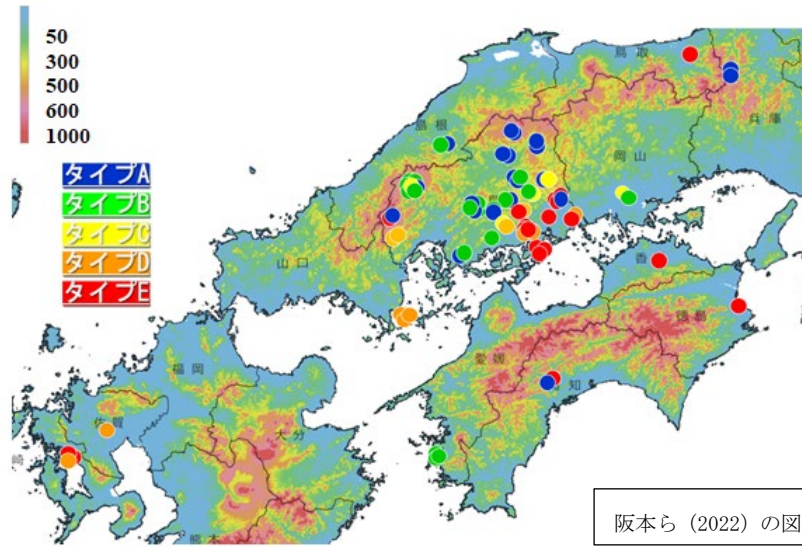 50
300
500
600
1000
鳥取
兵庫
島根
岡山
タイプA
タイプB
タイプC
タイプD
タイプE
山口
香
徳島
愛媛
福岡
知
佐賀
大分
崎
熊本
阪本ら（2022）の図